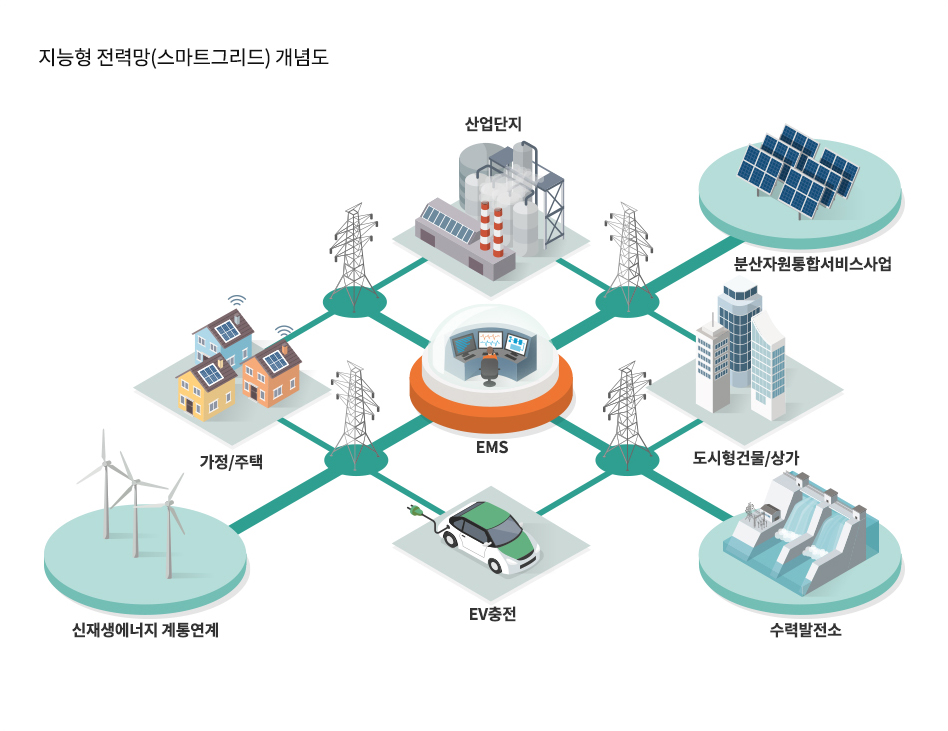 지능형 전력망(스마트그리드) 개념도
산업단지
분산자원통합서비스사업
가정/주택
EMS
도시형건물/상가
신재생에너지 계통연계
EV충전
수력발전소